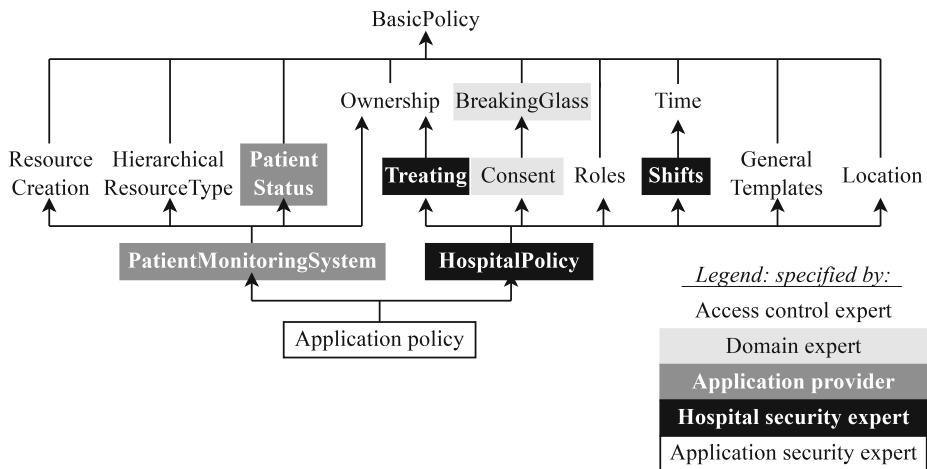 BasicPolicy
Ownership
BreakingGlass
Time
Resource
Creation
Hierarchical
ResourceType
Patient
Status
Treating
Consent
Roles
Shifts
General
Templates
Location
PatientMonitoringSystem
HospitalPolicy
Application policy
Legend: specified by:
Access control expert
Domain expert
Application provider
Hospital security expert
Application security expert